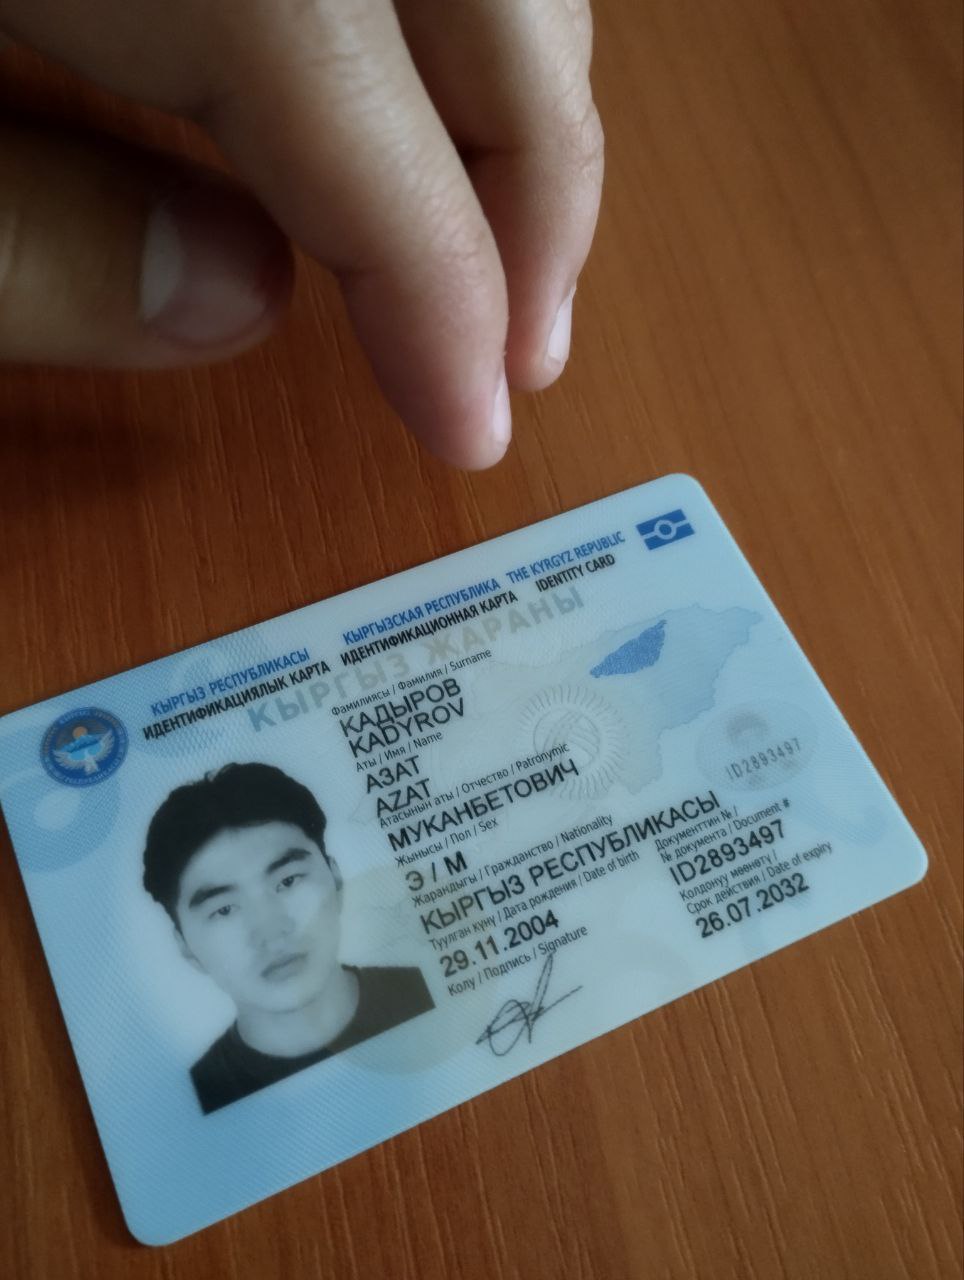 КЫРГЫЗ РЕСПУБЛИКАСЫ КЫРГЫЗСКАЯ РЕСПУБЛИКА THE KYRGYZ REPUBLIC
ИДЕНТИФИКАЦИЯЛЫК КАРТА ИДЕНТИФИКАЦИОННАЯ КАРТА IDENTITY CARD
КЫРГЫЗ ЖАРАНЫ
Фамилиясы / Фамилия / Surname
КАДЫРОВ
KADYROV
Аты / Имя / Name
АЗАТ
AZAT
Атасынын аты / Отчество / Patronymic
МУКАНБЕТОВИЧ
Жынысы / Пол / Sex
Э / М
Жарандыгы / Гражданство / Nationality
КЫРГЫЗ РЕСПУБЛИКАСЫ
Туулган күнү / Дата рождения / Date of birth
29.11.2004
Колу / Подпись / Signature
ID2893497
Документтин № /
№ документа / Document #
ID2893497
Колдонуу мөөнөтү /
Срок действия / Date of expiry
26.07.2032